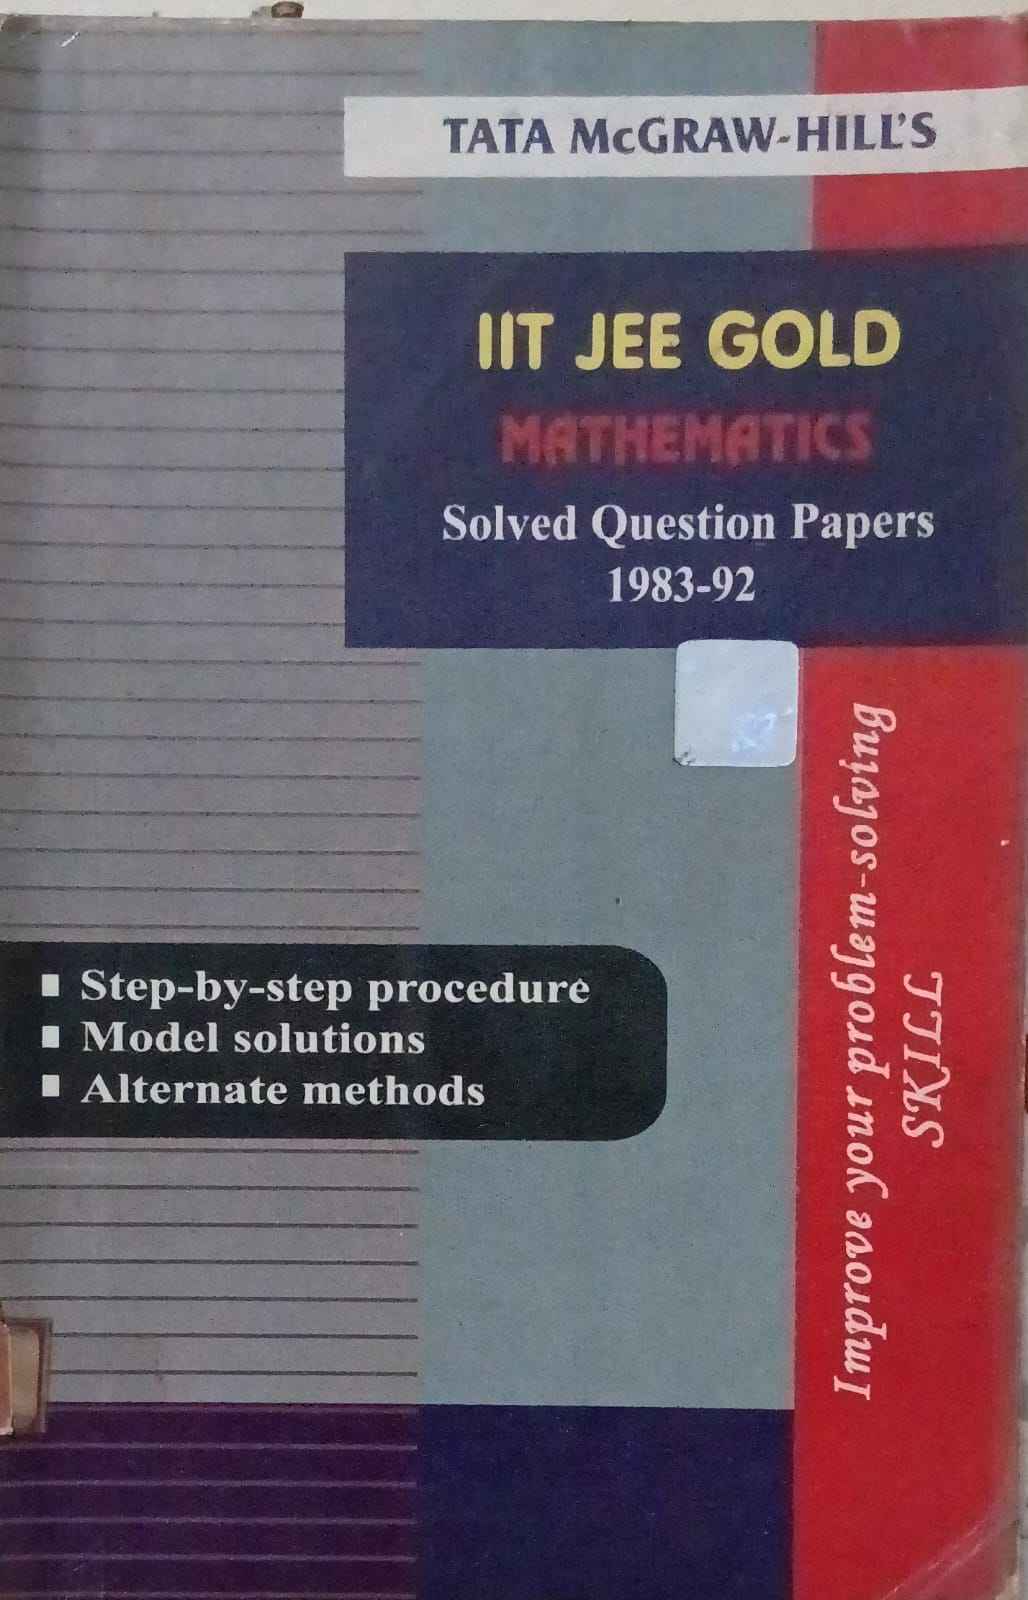 TATA McGRAW-HILL'S
IIT JEE GOLD
MATHEMATICS
Solved Question Papers
1983-92
Step-by-step procedure
Model solutions
Alternate methods
Improve your problem-solving
SKILL